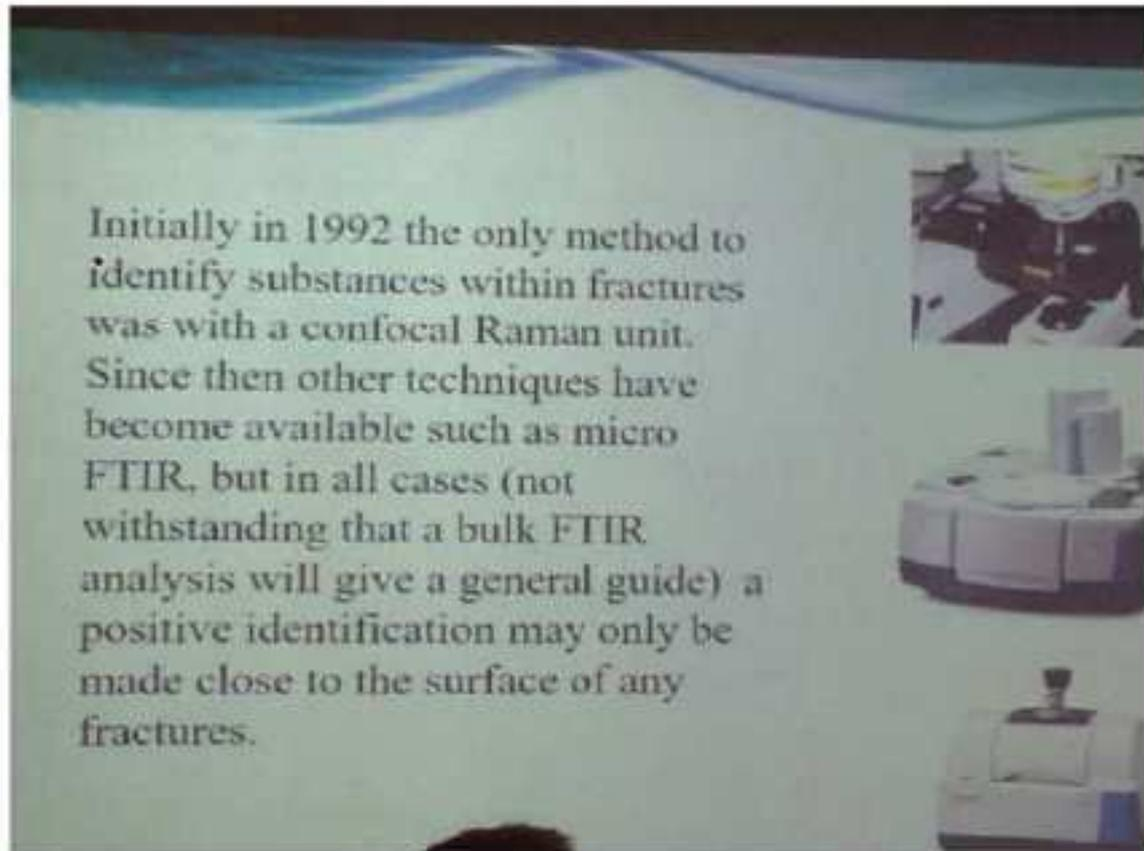 Initially in 1992 the only method to
identify substances within fractures
was with a confocal Raman unit.
Since then other techniques have
become available such as micro
FTIR, but in all cases (not
withstanding that a bulk FTIR
analysis will give a general guide) a
positive identification may only be
made close to the surface of any
fractures.